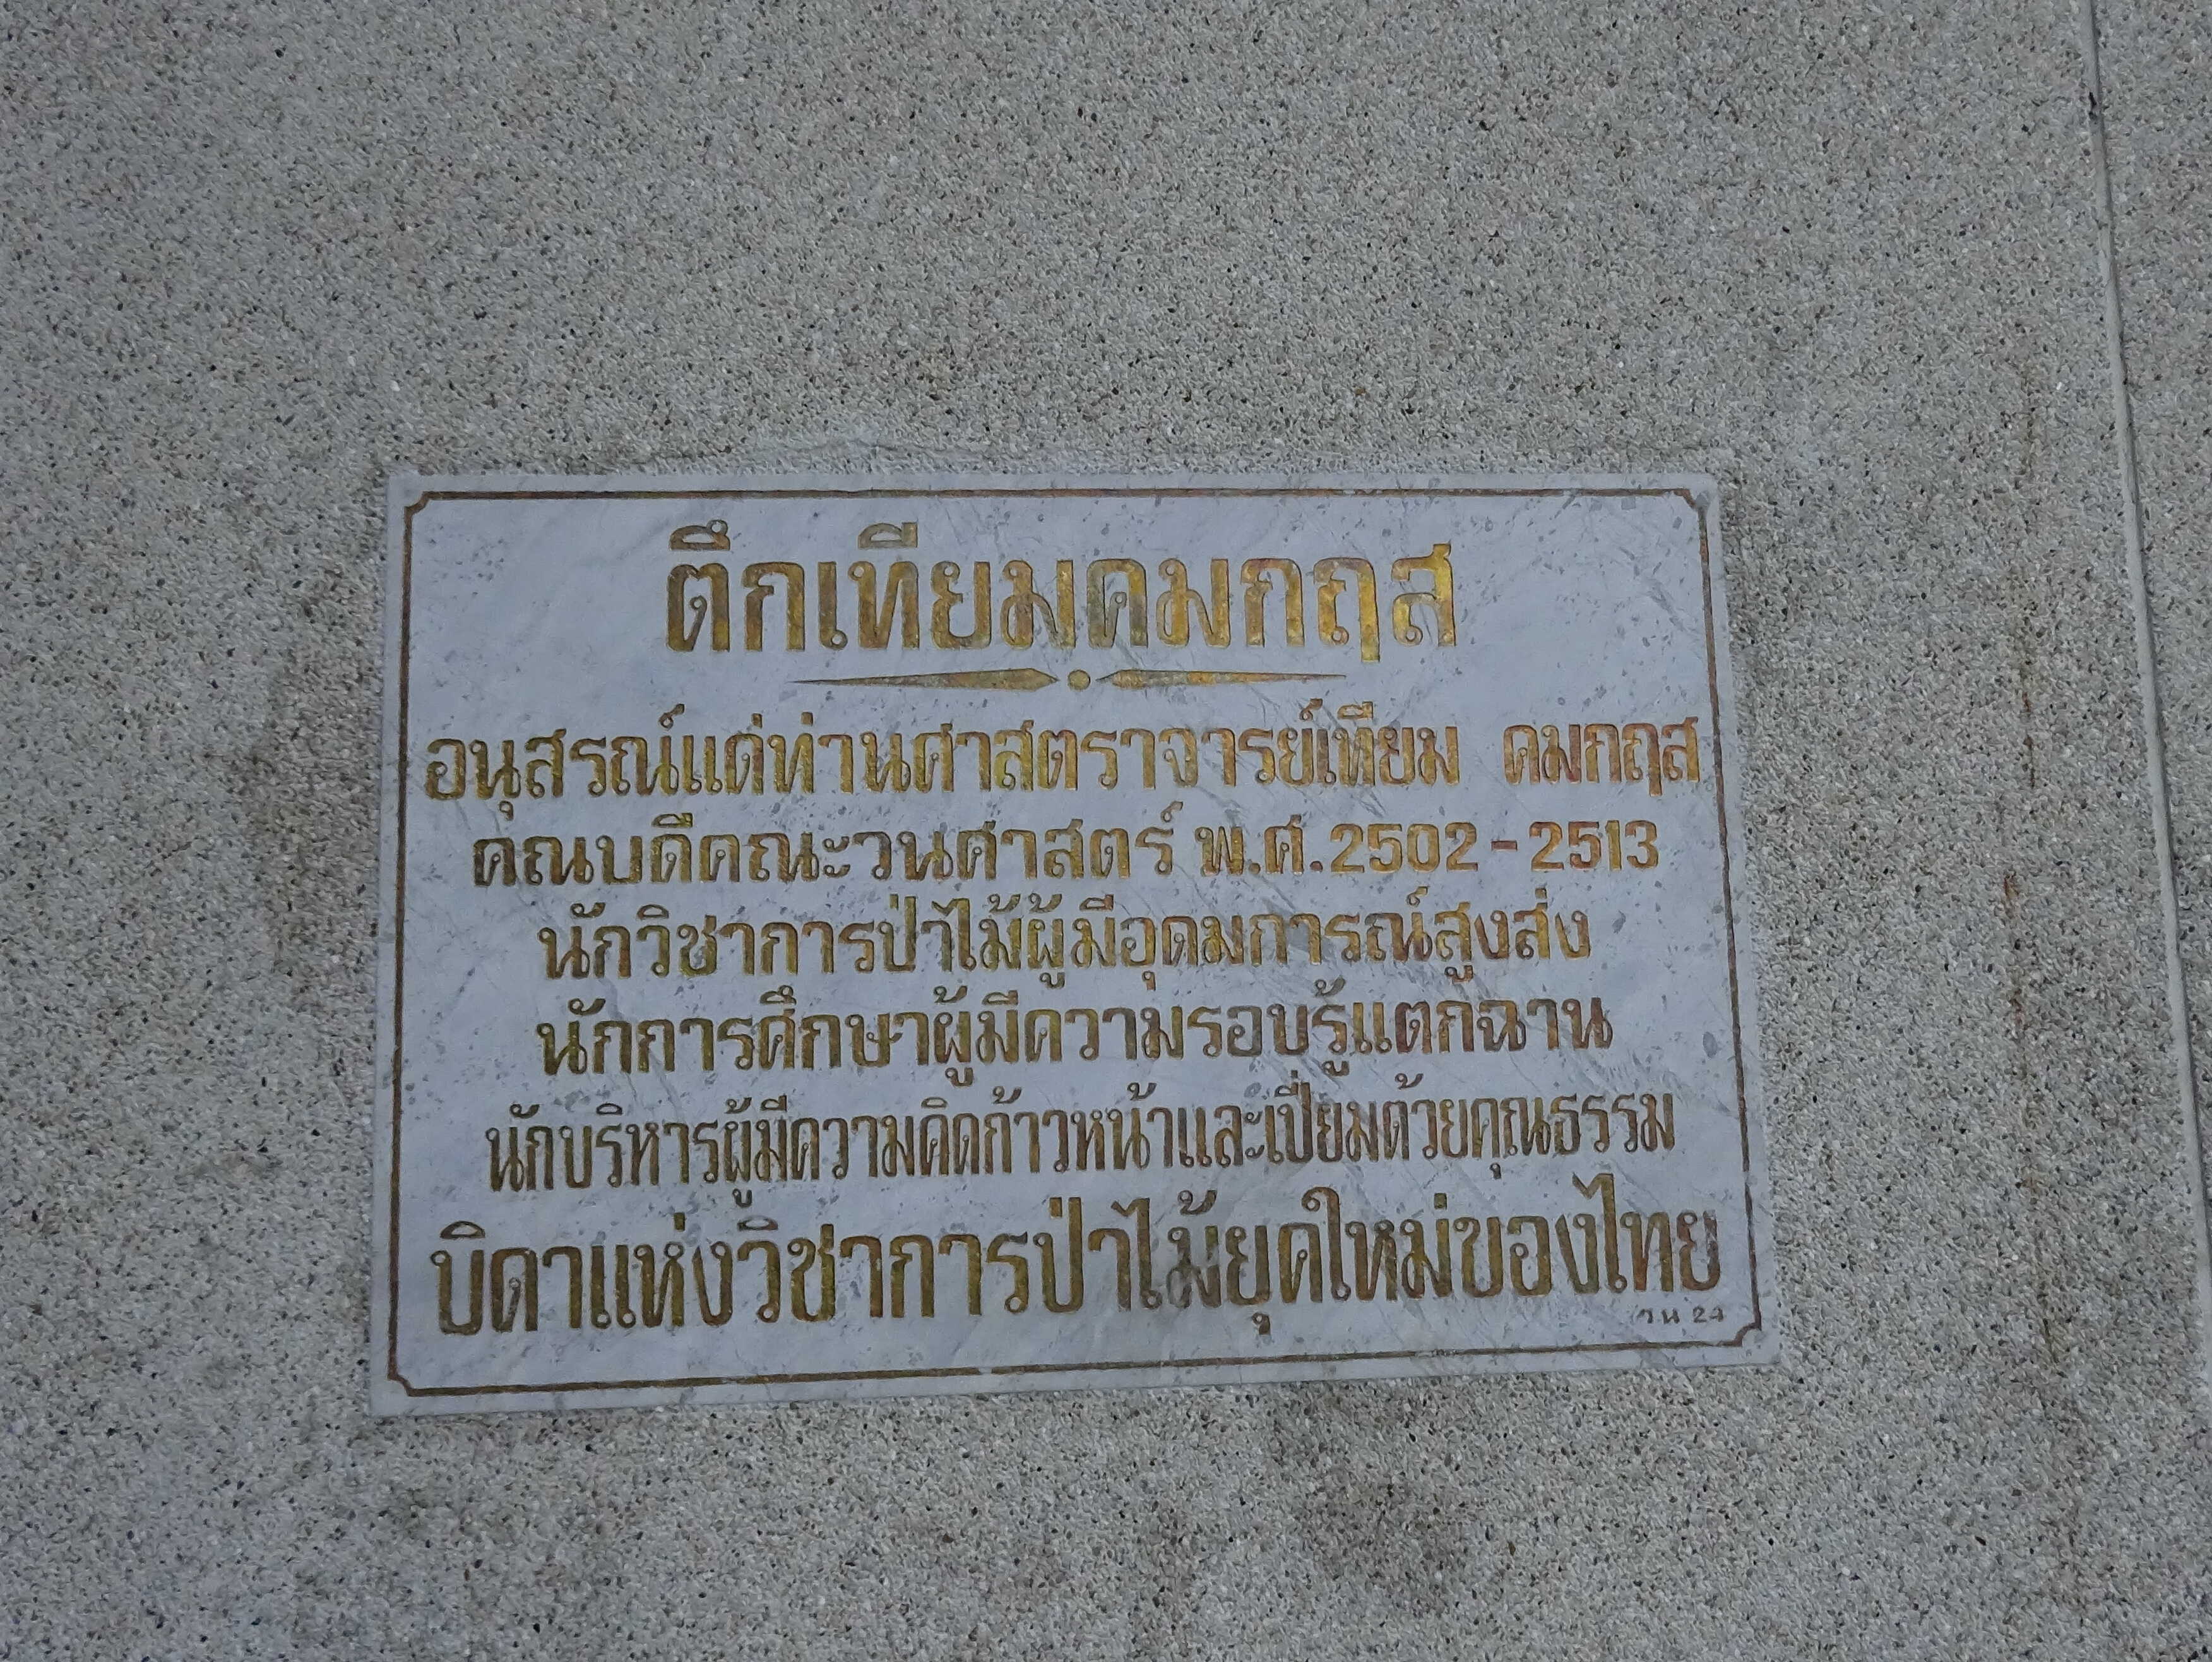 ตึกเทียมคมกฤส
อนุสรณ์แด่ท่านศาสตราจารย์เทียม คมกฤส
คณบดีคณะวนศาสตร์ พ.ศ.2502-2513
นักวิชาการป่าไม้ผู้มีอุดมการณ์สูงส่ง
นักการศึกษาผู้มีความรอบรู้แตกฉาน
นักบริหารผู้มีความคิดก้าวหน้าและเปี่ยมด้วยคุณธรรม
บิดาแห่งวิชาการป่าไม้ยุคใหม่ของไทย